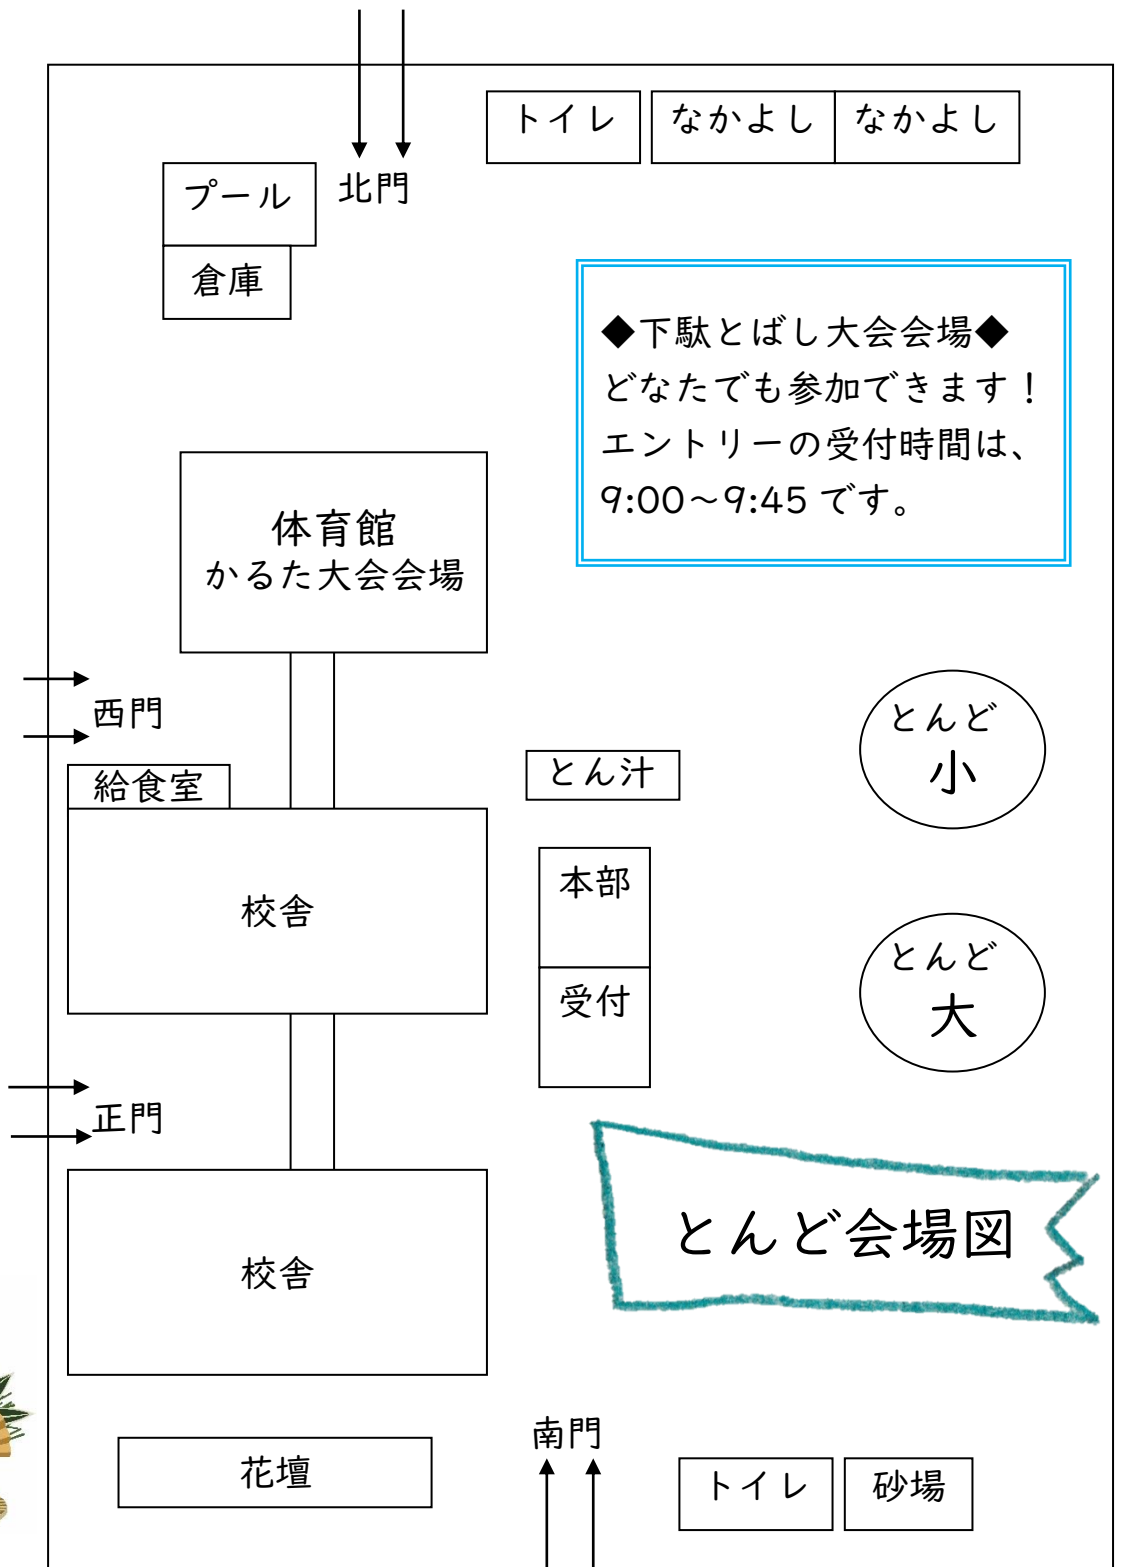 トイレ
なかよし
なかよし
プール
北門
倉庫
◆下駄とばし大会会場◆
どなたでも参加できます！
エントリーの受付時間は、
9:00～9:45です。
体育館
かるた大会会場
西門
とんど
小
とん汁
給食室
校舎
本部
受付
とんど
大
正門
とんど会場図
校舎
南門
花壇
トイレ
砂場